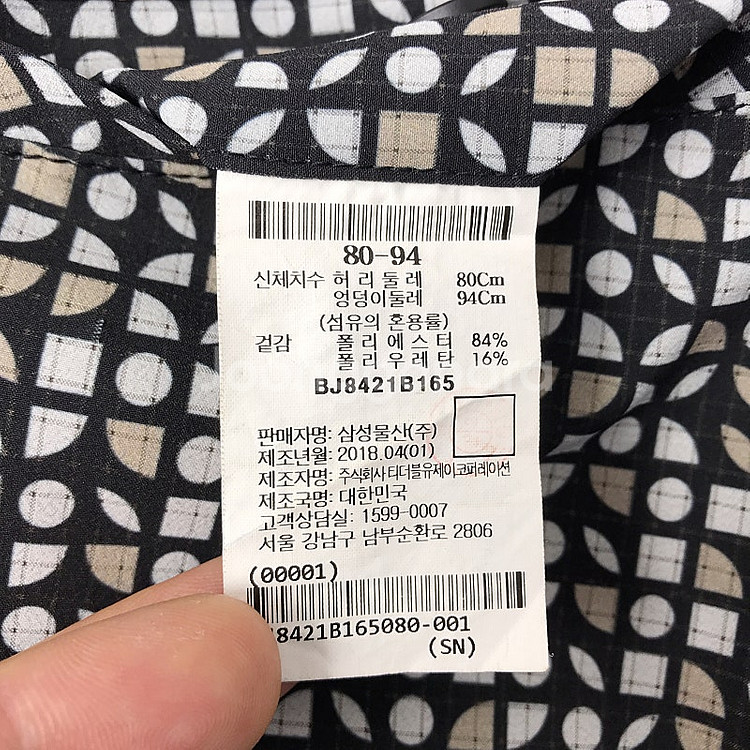 80-94
신체치수 허리둘레 80Cm
엉덩이둘레 94Cm
(섬유의 혼용률)
겉감 폴리에스터 84%
폴리우레탄 16%
BJ8421B165
판매자명: 삼성물산(주)
제조년월: 2018.04(01)
제조자명: 주식회사 티더블유제이코퍼레이션
제조국명: 대한민국
고객상담실: 1599-0007
서울 강남구 남부순환로 2806
(00001)
8421B165080-001
(SN)